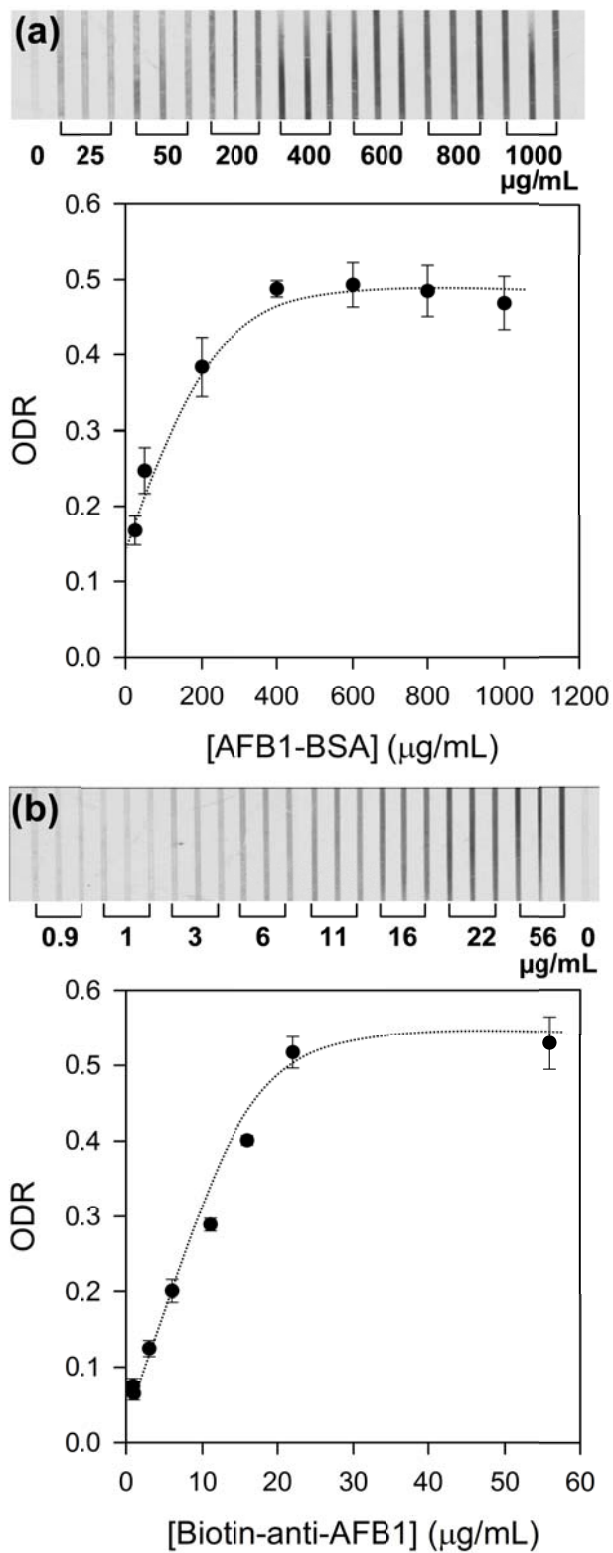 (a)
0 25 50 200 400 600 800 1000
µg/mL
0.6
0.5
0.4
0.3
0.2
0.1
0.0
ODR
0 200 400 600 800 1000 1200
[AFB1-BSA] (µg/mL)
(b)
0.9 1 3 6 11 16 22 56 0
µg/mL
0.6
0.5
0.4
0.3
0.2
0.1
0.0
ODR
0 10 20 30 40 50 60
[Biotin-anti-AFB1] (µg/mL)